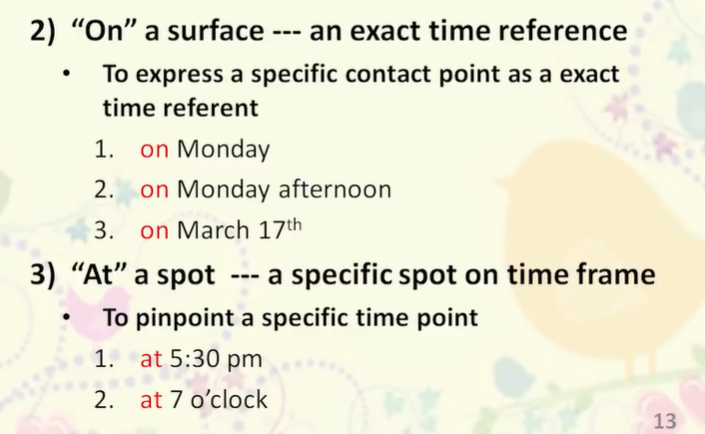 2) “On” a surface --- an exact time reference
• To express a specific contact point as a exact
time referent
1. on Monday
2. on Monday afternoon
3. on March 17th
3) “At” a spot --- a specific spot on time frame
• To pinpoint a specific time point
1. at 5:30 pm
2. at 7 o’clock
13